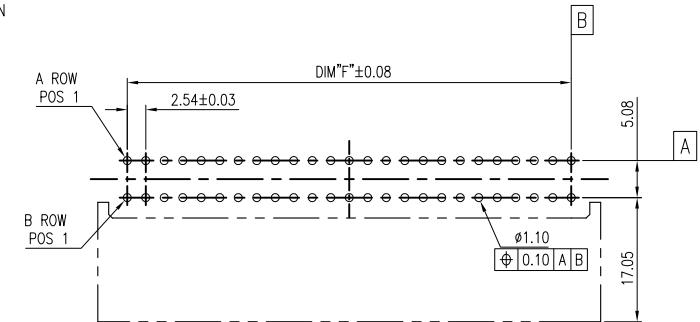 N
B
DIM"F"±0.08
A ROW
POS 1
2.54±0.03
5.08
A
B ROW
POS 1
ø1.10
⌖ 0.10 A B
17.05